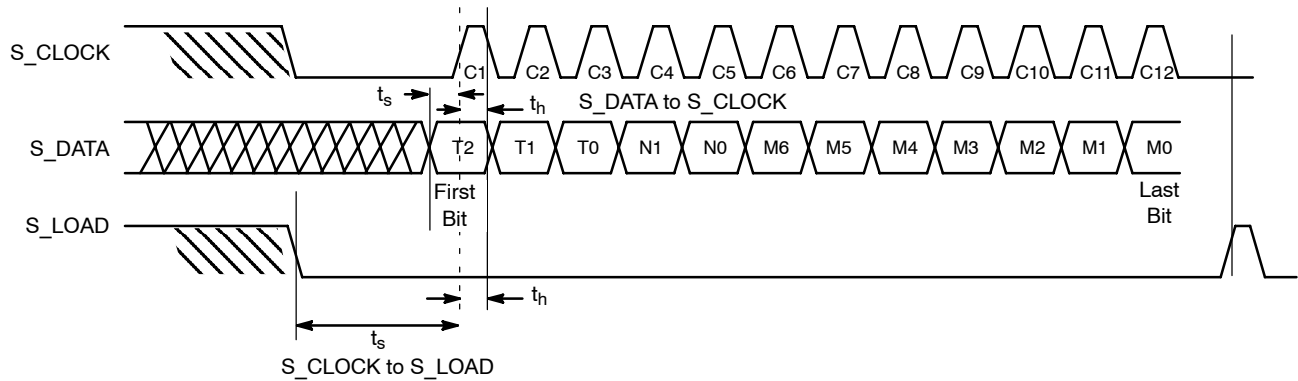 S_CLOCK
C1 C2 C3 C4 C5 C6 C7 C8 C9 C10 C11 C12
ts
th
S_DATA to S_CLOCK
S_DATA
T2 T1 T0 N1 N0 M6 M5 M4 M3 M2 M1 M0
First
Bit
Last
Bit
S_LOAD
th
ts
S_CLOCK to S_LOAD